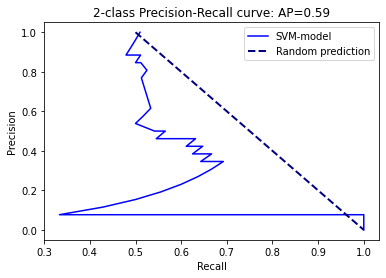 2-class Precision-Recall curve: AP=0.59
1.0
0.8
0.6
0.4
0.2
0.0
Precision
SVM-model
Random prediction
0.3
0.4
0.5
0.6
0.7
0.8
0.9
1.0
Recall